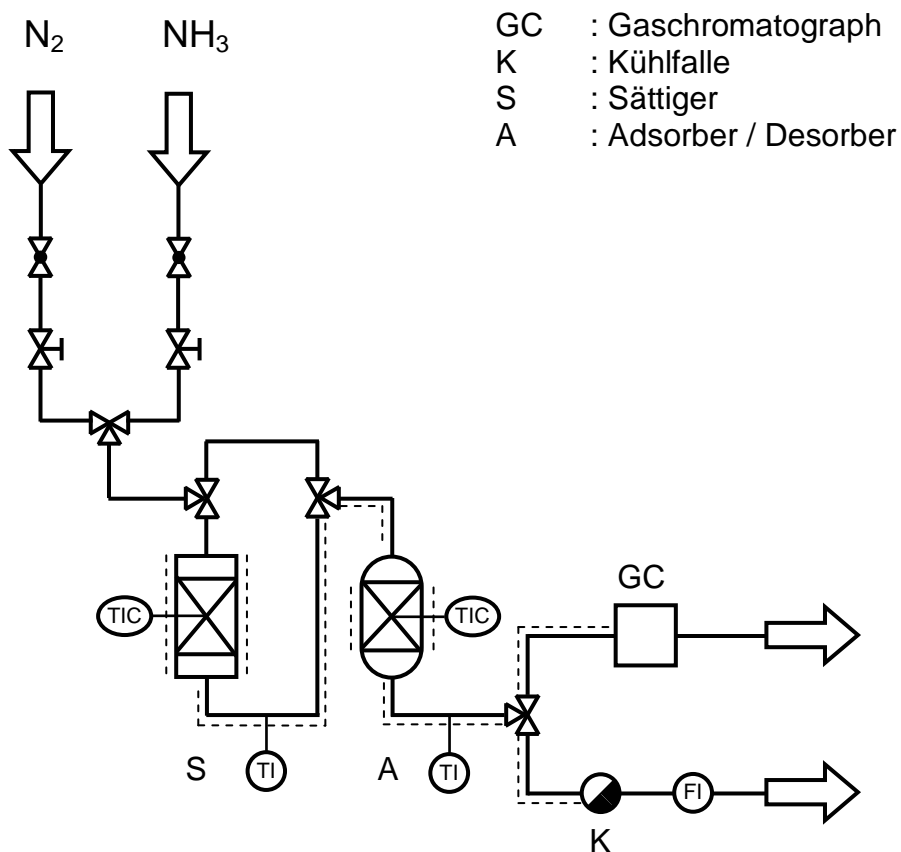 N₂ NH₃
GC : Gaschromatograph
K : Kühlfalle
S : Sättiger
A : Adsorber / Desorber
TIC
TIC
GC
S
TI
A
TI
FI
K